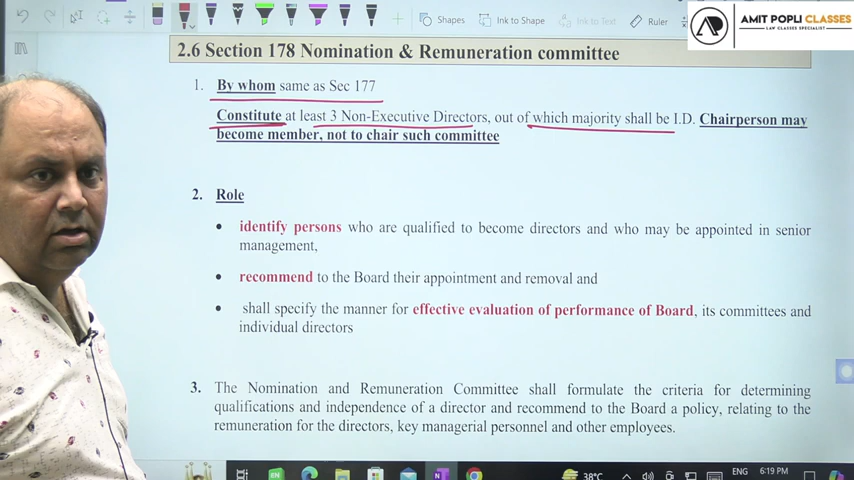 Shapes
Ink to Shape
Ink to Text
Ruler
AMIT POPLI CLASSES
LAW CLASSES SPECIALIST
2.6 Section 178 Nomination & Remuneration committee
1. By whom same as Sec 177
Constitute at least 3 Non-Executive Directors, out of which majority shall be I.D. Chairperson may
become member, not to chair such committee
2. Role
• identify persons who are qualified to become directors and who may be appointed in senior
management,
• recommend to the Board their appointment and removal and
• shall specify the manner for effective evaluation of performance of Board, its committees and
individual directors
3. The Nomination and Remuneration Committee shall formulate the criteria for determining
qualifications and independence of a director and recommend to the Board a policy, relating to the
remuneration for the directors, key managerial personnel and other employees.
38°C
ENG
6:19 PM